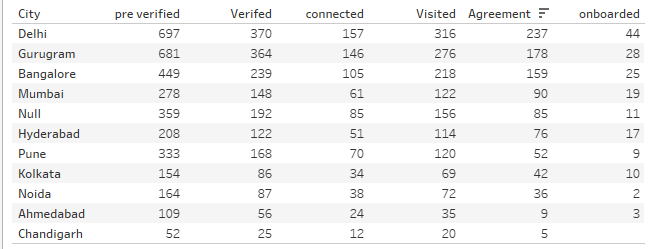 City pre verified Verifed connected Visited Agreement onboarded
Delhi 697 370 157 316 237 44
Gurugram 681 364 146 276 178 28
Bangalore 449 239 105 218 159 25
Mumbai 278 148 61 122 90 19
Null 359 192 85 156 85 11
Hyderabad 208 122 51 114 76 17
Pune 333 168 70 120 52 9
Kolkata 154 86 34 69 42 10
Noida 164 87 38 72 36 2
Ahmedabad 109 56 24 35 9 3
Chandigarh 52 25 12 20 5